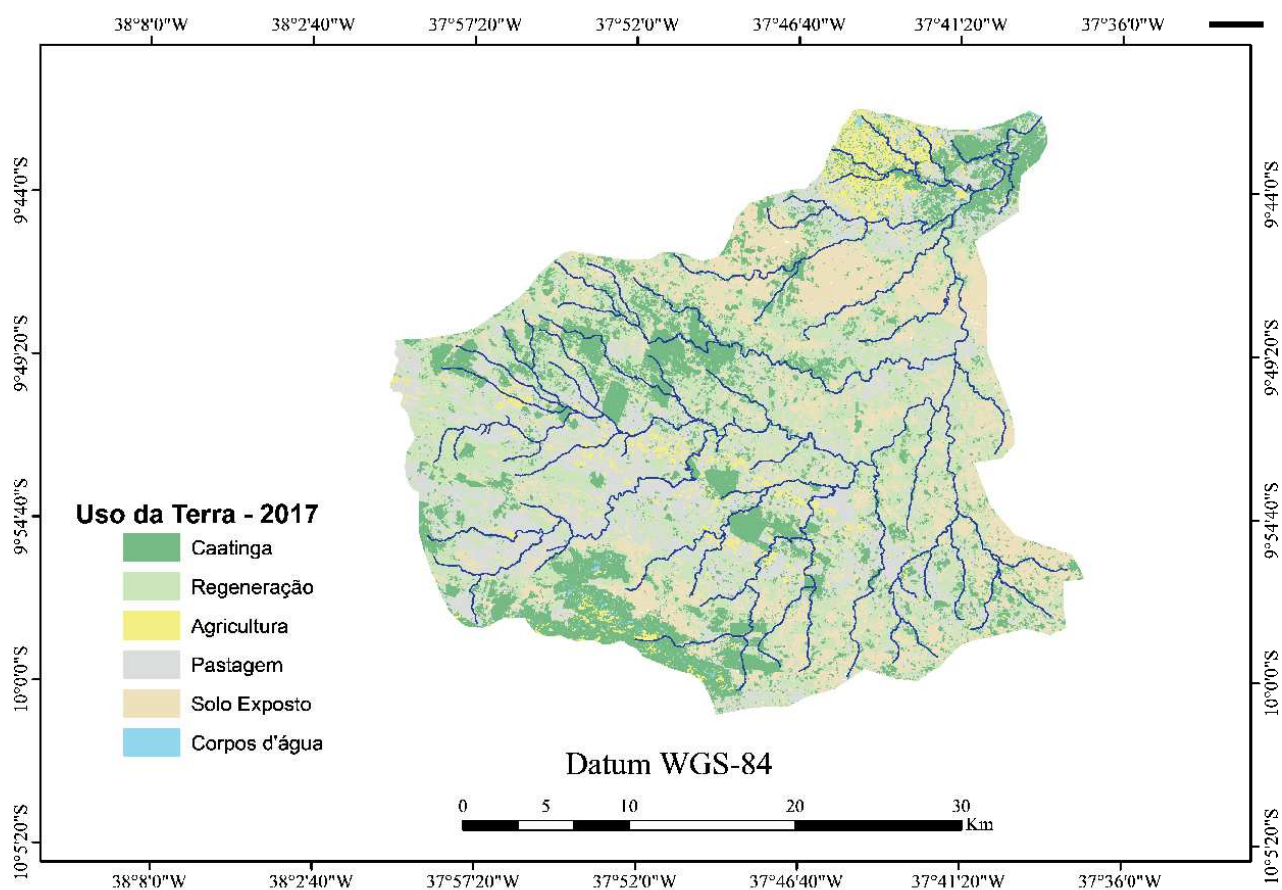 38°8'0"W 38°2'40"W 37°57'20"W 37°52'0"W 37°46'40"W 37°41'20"W 37°36'0"W
9°44'0"S 9°44'0"S
9°49'20"S 9°49'20"S
9°54'40"S 9°54'40"S
Uso da Terra - 2017
Caatinga
Regeneração
Agricultura
Pastagem
Solo Exposto
Corpos d'água
10°0'0"S 10°0'0"S
Datum WGS-84
0 5 10 20 30
Km
10°5'20"S 10°5'20"S
38°8'0"W 38°2'40"W 37°57'20"W 37°52'0"W 37°46'40"W 37°41'20"W 37°36'0"W